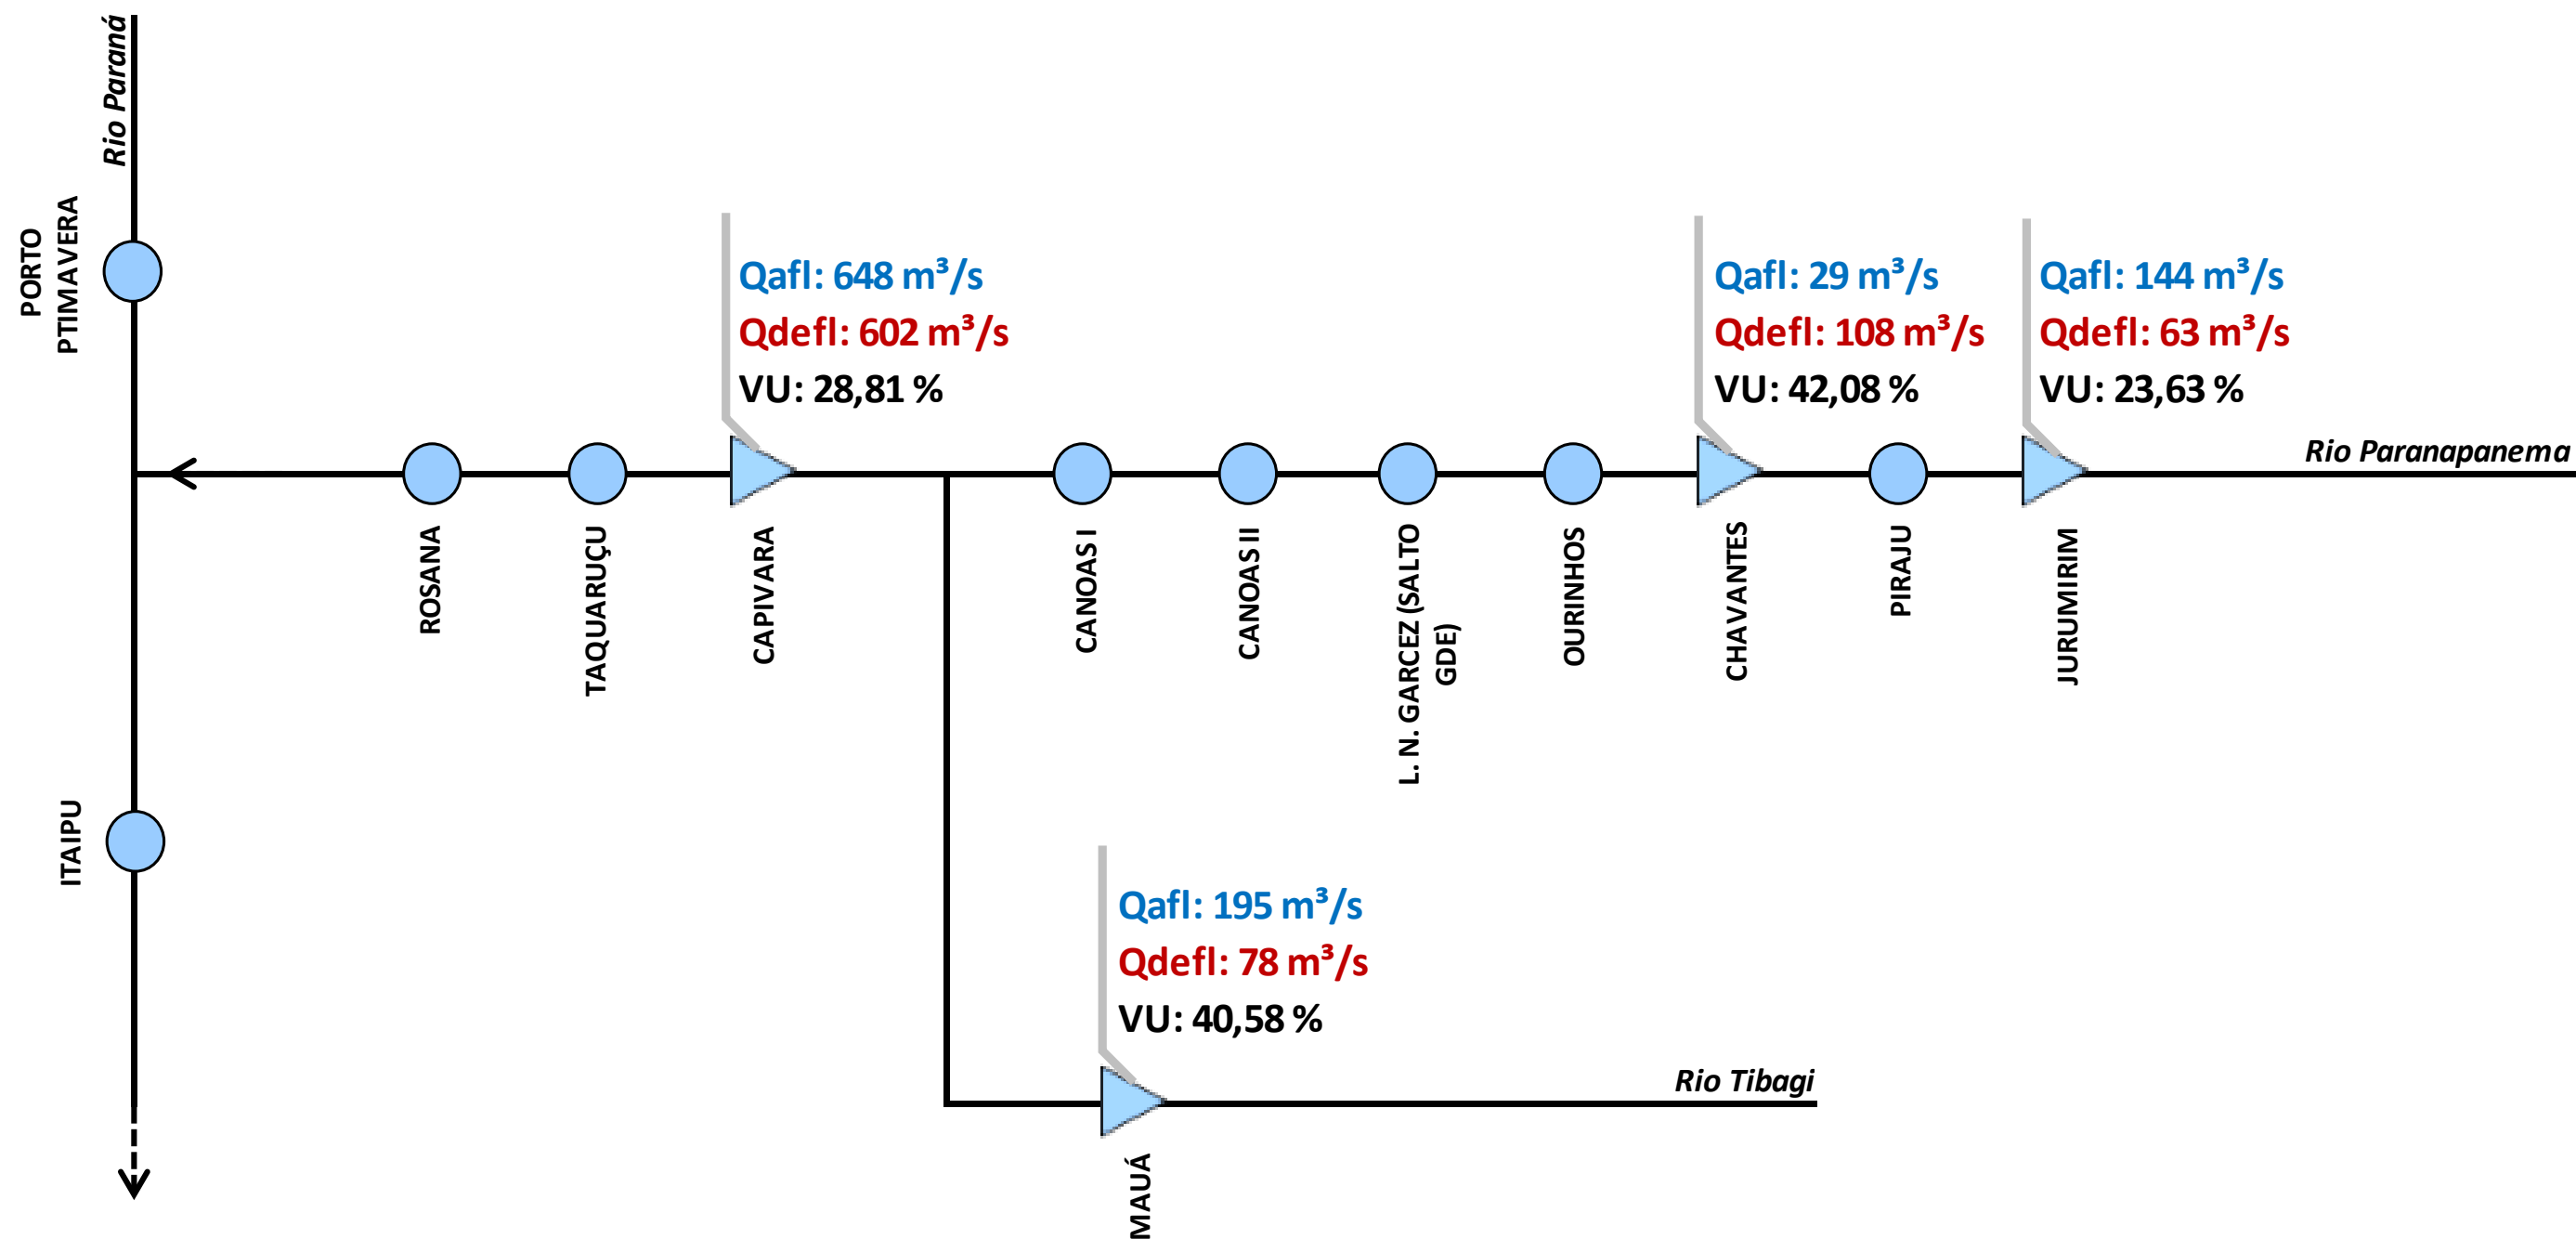 Rio Paraná
PORTO
PTIMAVERA
Qafl: 648 m³/s
Qdefl: 602 m³/s
VU: 28,81 %
Qafl: 29 m³/s
Qdefl: 108 m³/s
VU: 42,08 %
Qafl: 144 m³/s
Qdefl: 63 m³/s
VU: 23,63 %
Rio Paranapanema
ROSANA
TAQUARUÇU
CAPIVARA
CANOAS I
CANOAS II
L. N. GARCEZ (SALTO
GDE)
OURINHOS
CHAVANTES
PIRAJU
JURUMIRIM
ITAIPU
Qafl: 195 m³/s
Qdefl: 78 m³/s
VU: 40,58 %
Rio Tibagi
MAUÁ